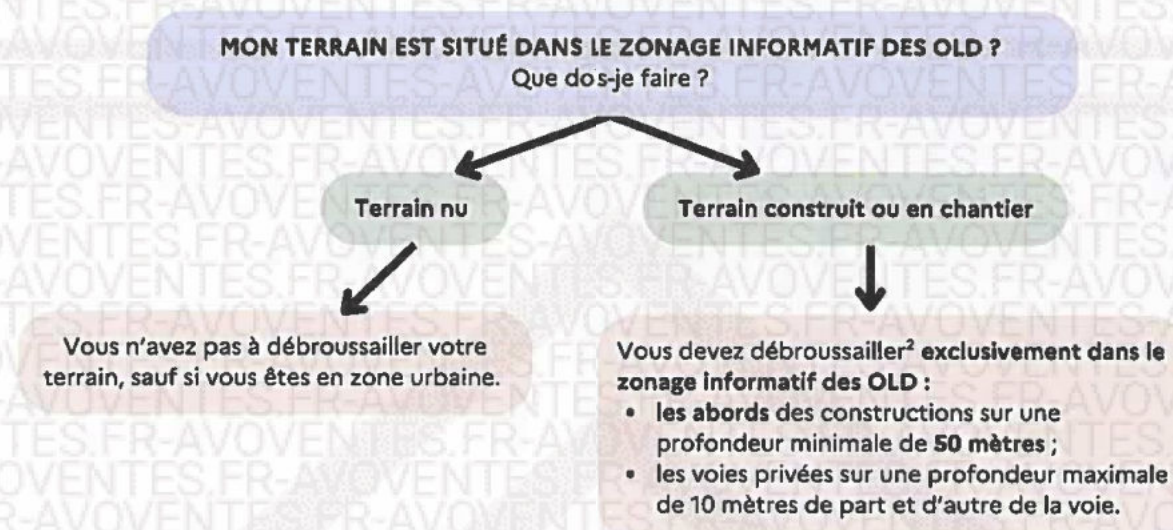 MON TERRAIN EST SITUÉ DANS LE ZONAGE INFORMATIF DES OLD ?
Que do s-je faire ?
Terrain nu
Terrain construit ou en chantier
Vous n'avez pas à débroussailler votre
terrain, sauf si vous êtes en zone urbaine.
Vous devez débroussailler² exclusivement dans le
zonage informatif des OLD :
• les abords des constructions sur une
profondeur minimale de 50 mètres ;
• les voies privées sur une profondeur maximale
de 10 mètres de part et d'autre de la voie.